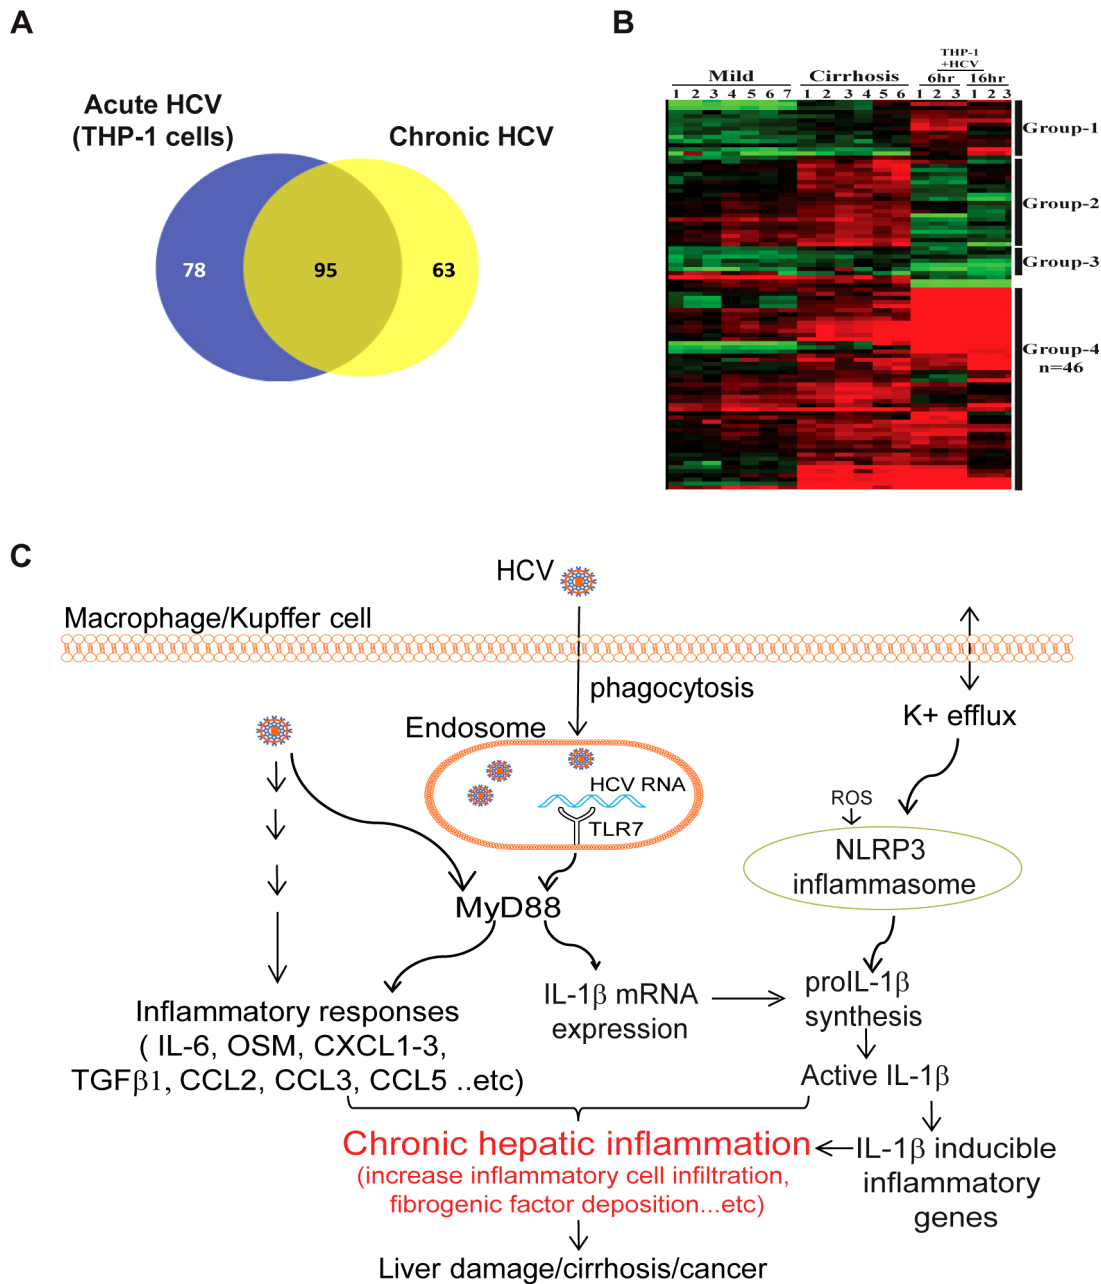 A
Acute HCV
(THP-1 cells)
Chronic HCV
78
95
63
B
Mild
Cirrhosis
THP-1
+HCV
6hr 16hr
1 2 3 4 5 6 7 1 2 3 4 5 6 1 2 3 1 2 3
Group-1
Group-2
Group-3
Group-4
n=46
C
HCV
Macrophage/Kupffer cell
phagocytosis
K+ efflux
Endosome
HCV RNA
TLR7
ROS
NLRP3
inflammasome
MyD88
Inflammatory responses
( IL-6, OSM, CXCL1-3,
TGFβ1, CCL2, CCL3, CCL5 ..etc)
IL-1β mRNA
expression
proIL-1β
synthesis
Active IL-1β
IL-1β inducible
inflammatory
genes
Chronic hepatic inflammation
(increase inflammatory cell infiltration,
fibrogenic factor deposition...etc)
Liver damage/cirrhosis/cancer